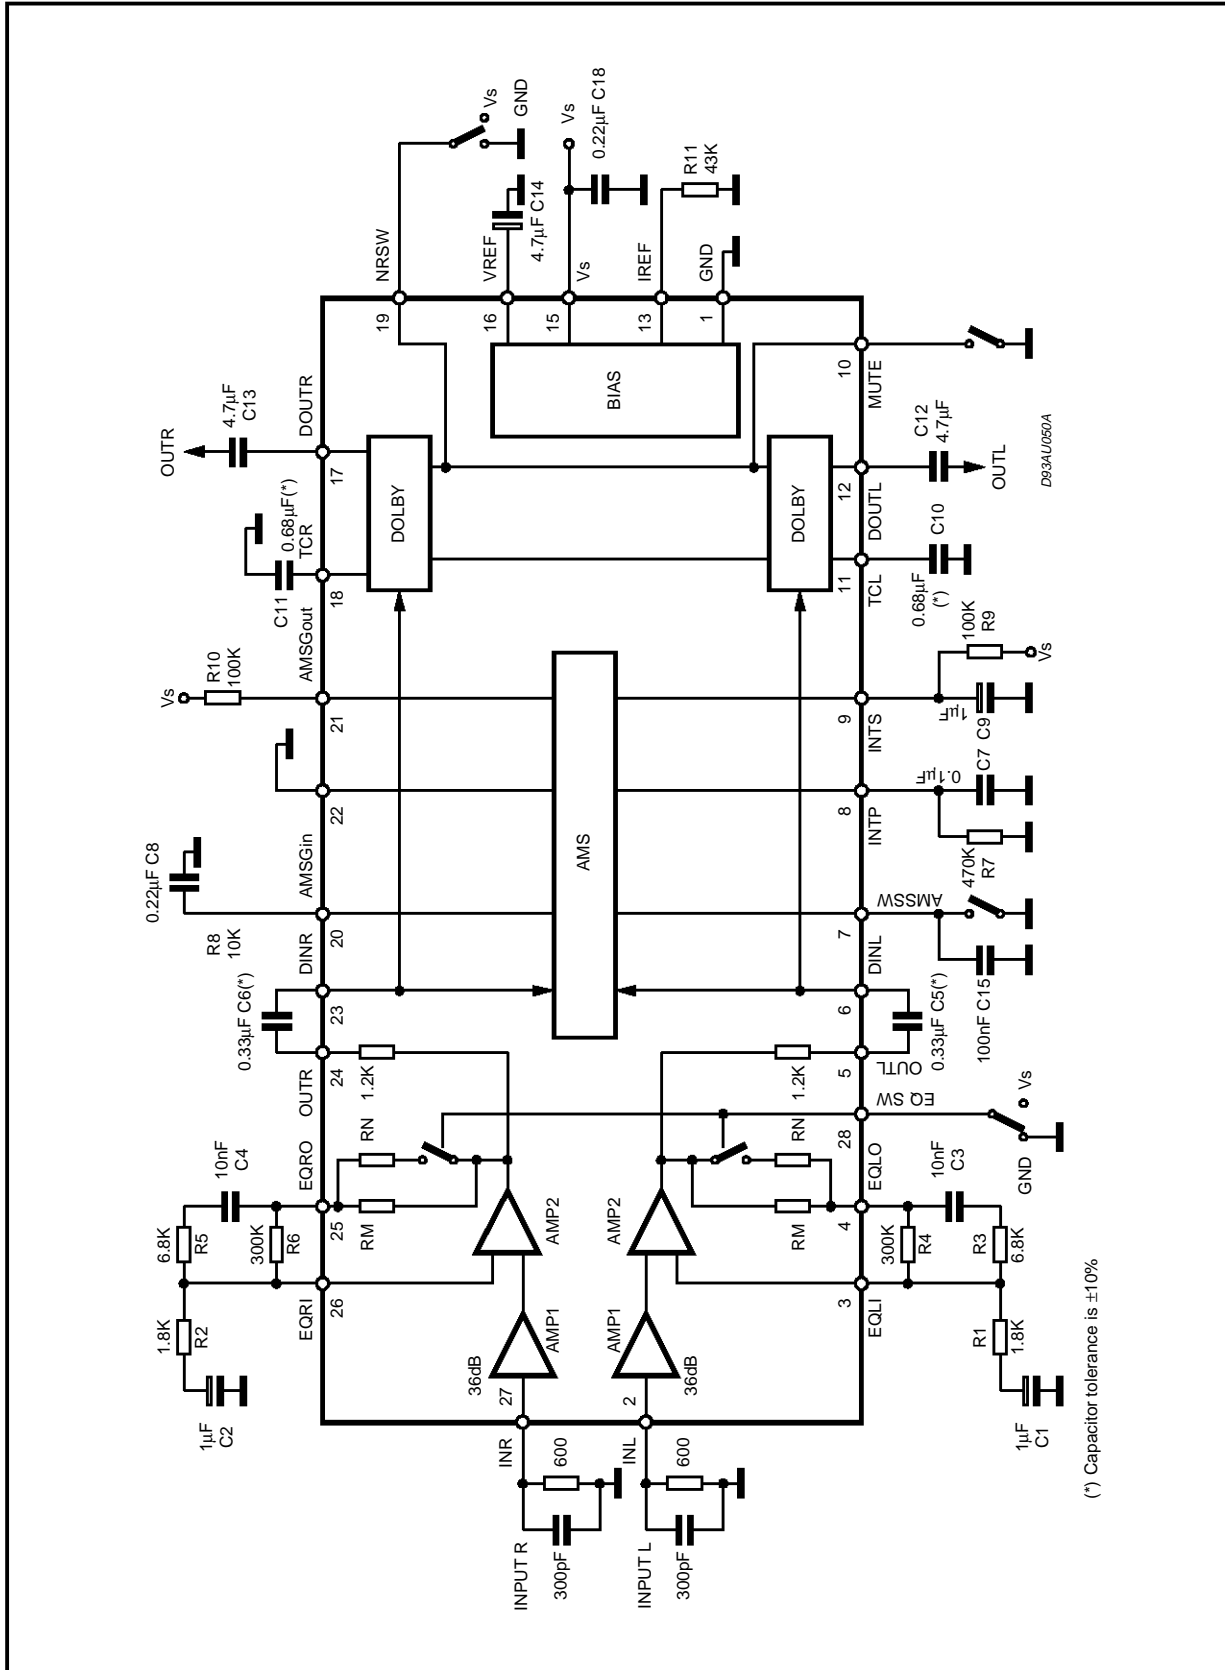 OUTR
4.7µF
C13
DOUTR
17
0.68µF(*)
TCR
C11
18
AMSGout
Vs
R10
100K
21
22
AMSGin
0.22µF C8
R8
10K
20
DINR
0.33µF C6(*)
23
OUTR
24
1.2K
EQRO
10nF
C4
25
6.8K
R5
300K
R6
EQRI
26
1.8K
R2
1µF
C2
NRSW
19
Vs
GND
VREF
16
4.7µF C14
Vs
15
Vs
0.22µF C18
IREF
13
R11
43K
GND
1
BIAS
DOLBY
DOLBY
AMS
RN
RM
AMP2
AMP1
36dB
27
INR
600
INPUT R
300pF
RN
RM
AMP2
AMP1
36dB
2
INL
600
INPUT L
300pF
10
MUTE
12
DOUTL
C12
4.7µF
OUTL
11
TCL
C10
0.68µF
(*)
9
INTS
1µF
C9
100K
R9
Vs
8
INTP
0.1µF
C7
470K
R7
7
AMSSW
100nF C15
DINL
6
0.33µF C5(*)
5
OUTL
1.2K
EQ SW
28
Vs
GND
EQLO
4
10nF
C3
300K
R4
R3
6.8K
3
EQLI
R1
1.8K
1µF
C1
D93AU050A
(*) Capacitor tolerance is ±10%